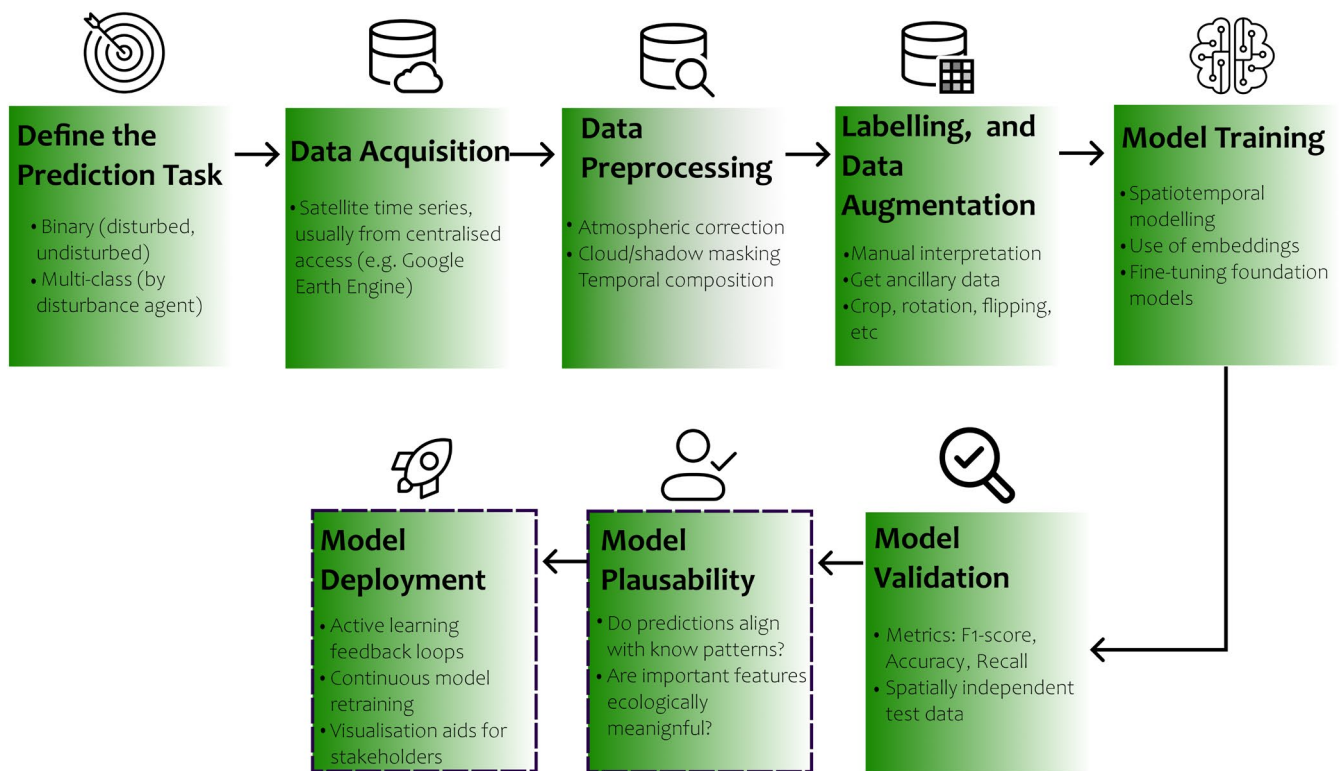 Define the
Prediction Task
• Binary (disturbed,
undisturbed)
• Multi-class (by
disturbance agent)
Data Acquisition
• Satellite time series,
usually from centralised
access (e.g. Google
Earth Engine)
Data
Preprocessing
• Atmospheric correction
• Cloud/shadow masking
Temporal composition
Labelling, and
Data
Augmentation
• Manual interpretation
• Get ancillary data
• Crop, rotation, flipping,
etc
Model Training
• Spatiotemporal
modelling
• Use of embeddings
• Fine-tuning foundation
models
Model
Validation
• Metrics: F1-score,
Accuracy, Recall
• Spatially independent
test data
Model
Plausability
• Do predictions align
with know patterns?
• Are important features
ecologically
meanignful?
Model
Deployment
• Active learning
feedback loops
• Continuous model
retraining
• Visualisation aids for
stakeholders